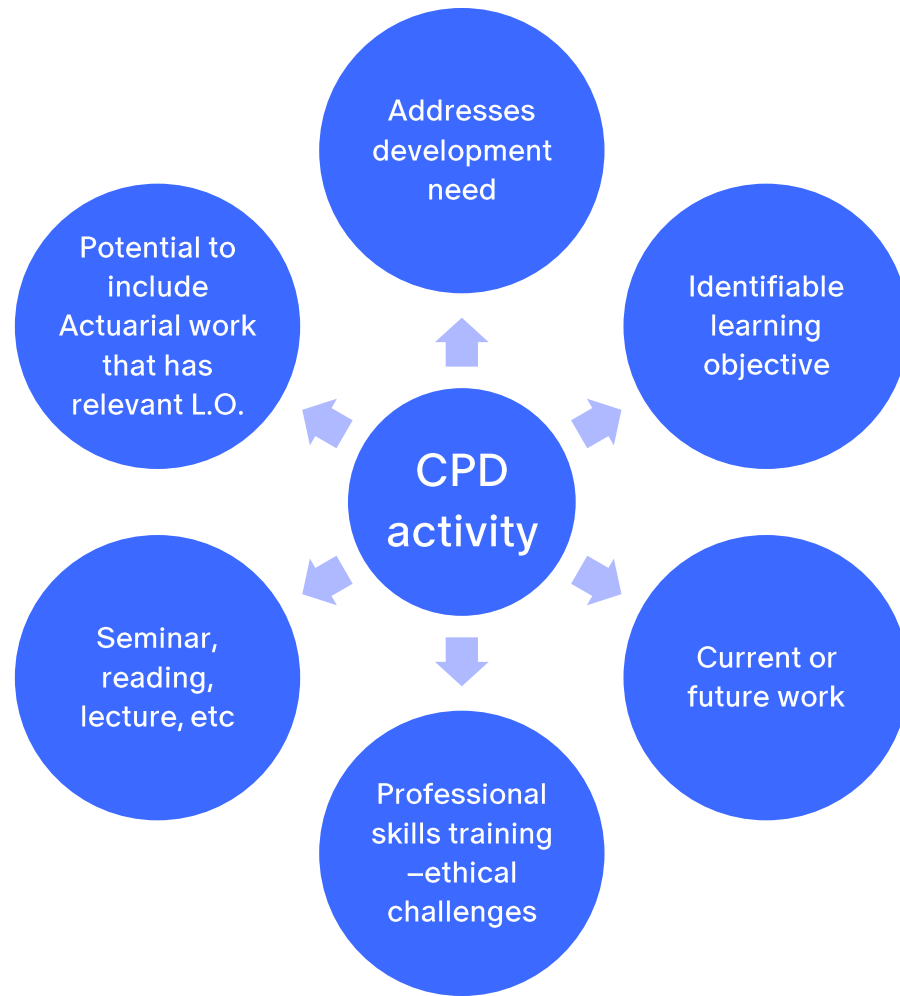 Addresses
development
need
Identifiable
learning
objective
Current or
future work
Professional
skills training
–ethical
challenges
Seminar,
reading,
lecture, etc
Potential to
include
Actuarial work
that has
relevant L.O.
CPD
activity